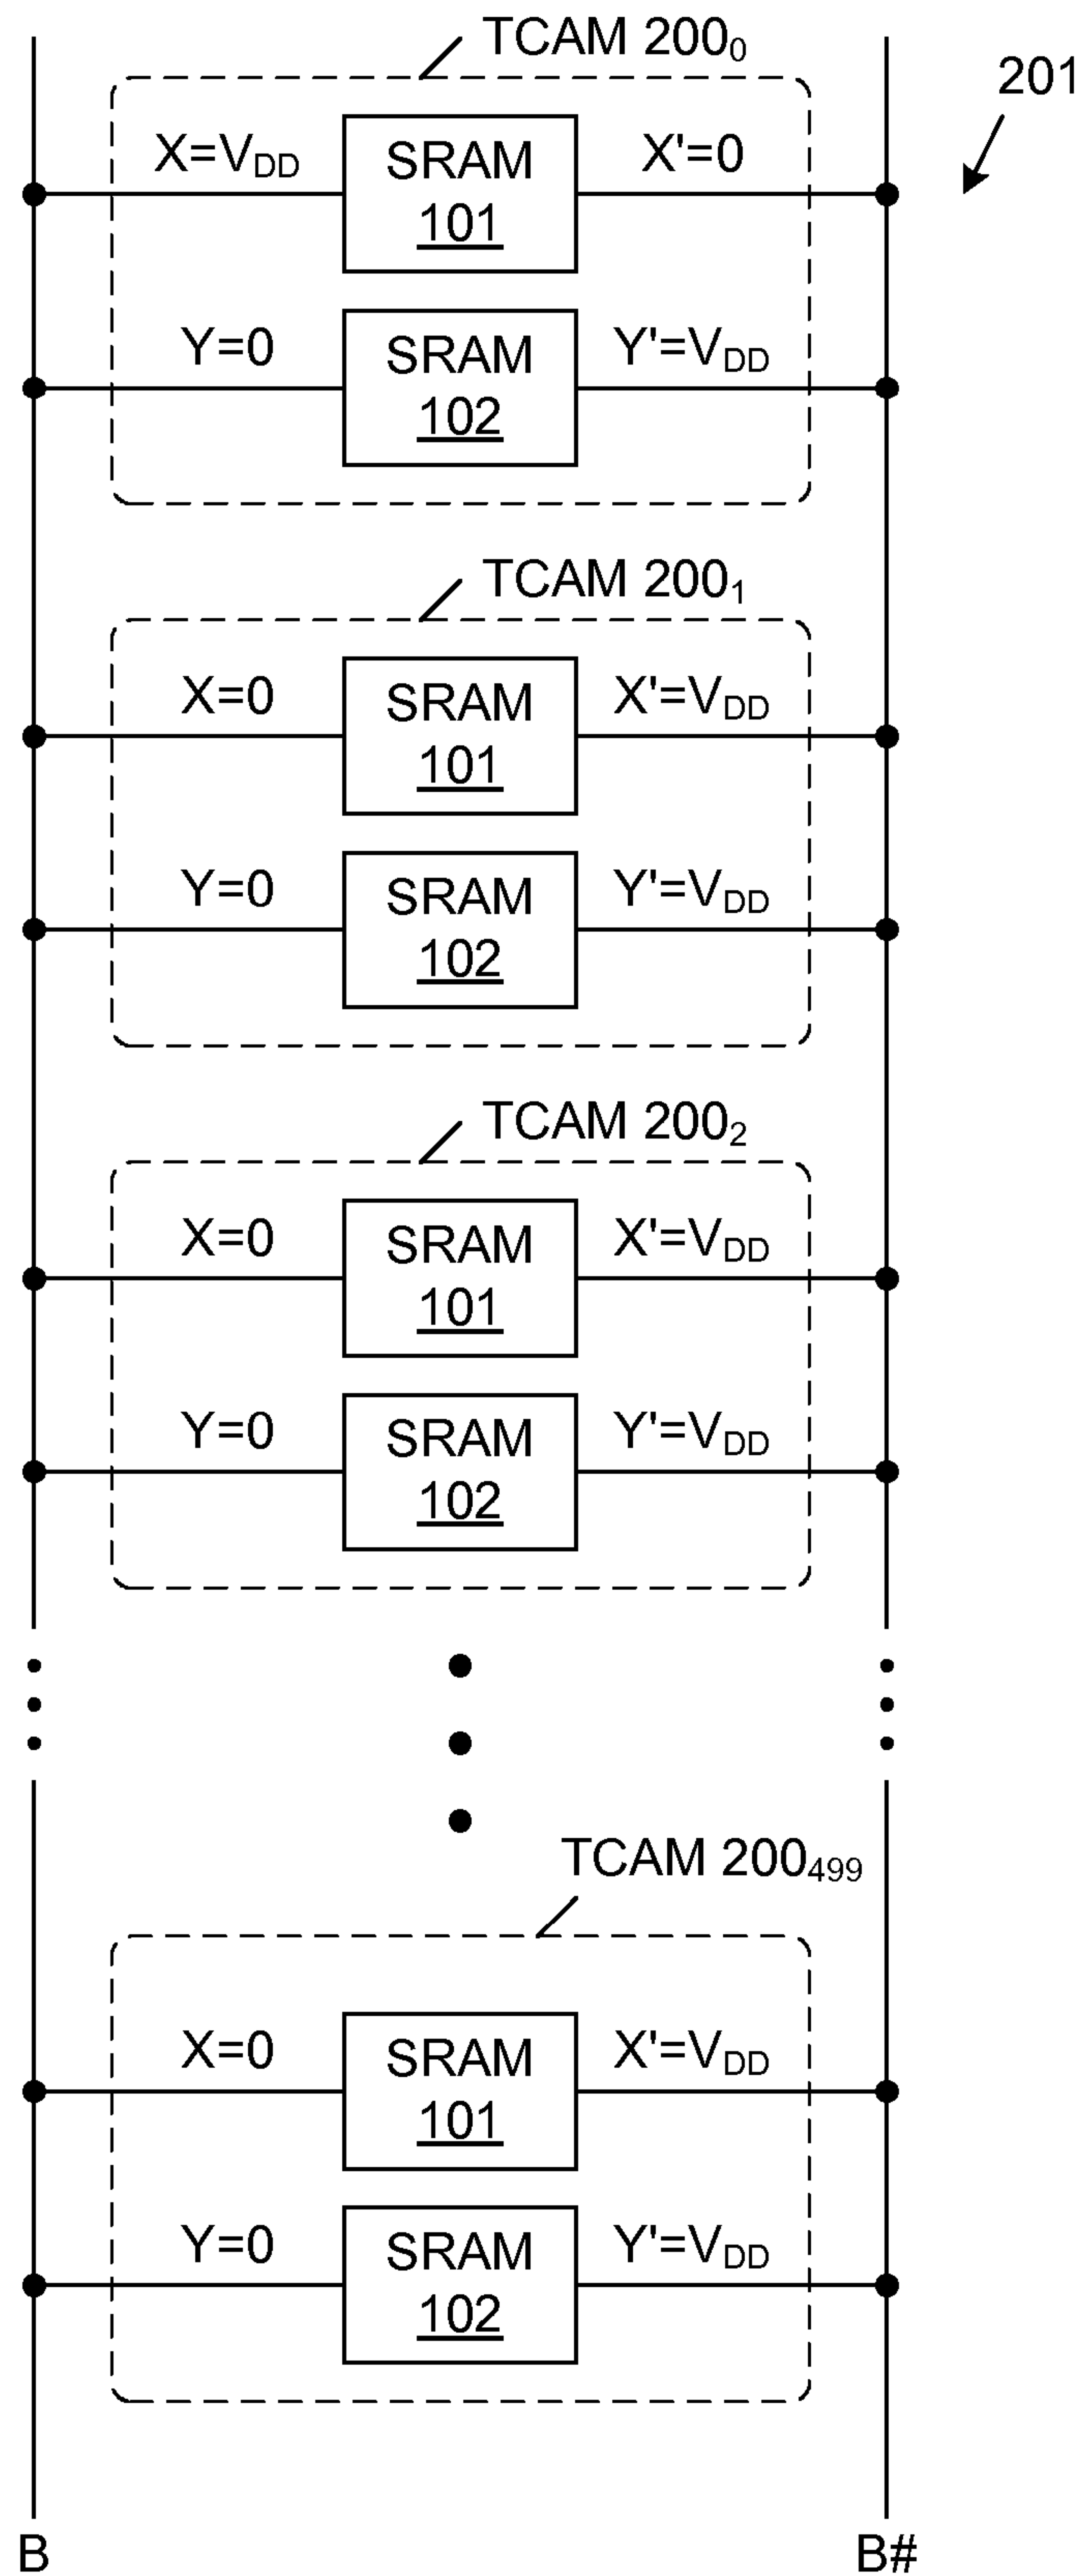 TCAM 200₀
201
X=V_DD
SRAM
101
X'=0
Y=0
SRAM
102
Y'=V_DD
TCAM 200₁
X=0
SRAM
101
X'=V_DD
Y=0
SRAM
102
Y'=V_DD
TCAM 200₂
X=0
SRAM
101
X'=V_DD
Y=0
SRAM
102
Y'=V_DD
TCAM 200₄₉₉
X=0
SRAM
101
X'=V_DD
Y=0
SRAM
102
Y'=V_DD
B
B#